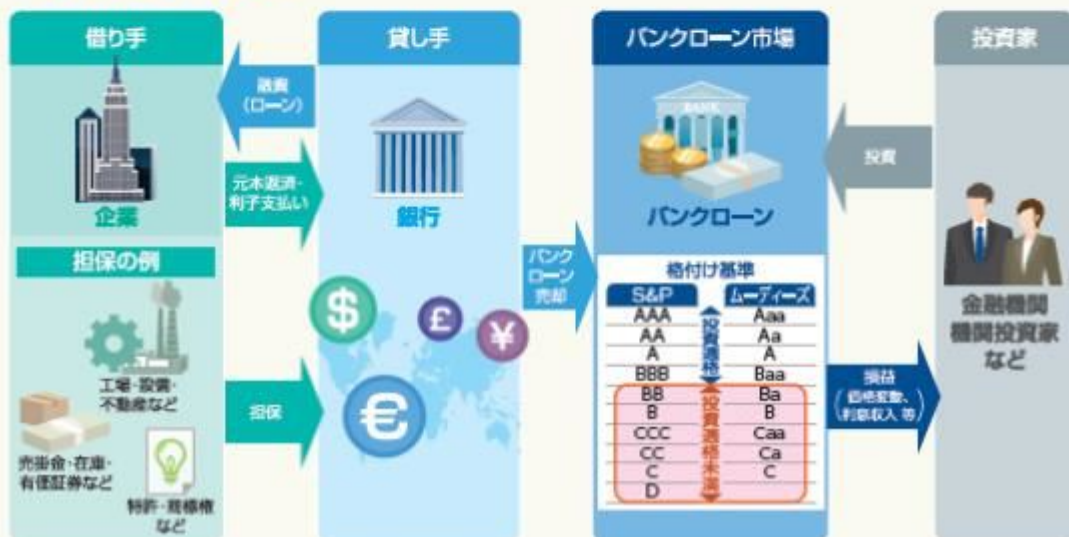 借り手
貸し手
バンクローン市場
投資家
融資
(ローン)
元本返済・
利子支払い
企業
銀行
BANK
バンクローン
投資
担保の例
工場・設備・
不動産など
売掛金・在庫・
有価証券など
特許・商標権
など
担保
$
£
¥
€
バンク
ローン
売却
格付け基準
S&P
ムーディーズ
AAA
Aaa
AA
Aa
A
A
BBB
Baa
投資適格
BB
Ba
B
B
CCC
Caa
CC
Ca
C
C
D
投資適格未満
損益
(価格変動、
利息収入 等)
金融機関
機関投資家
など